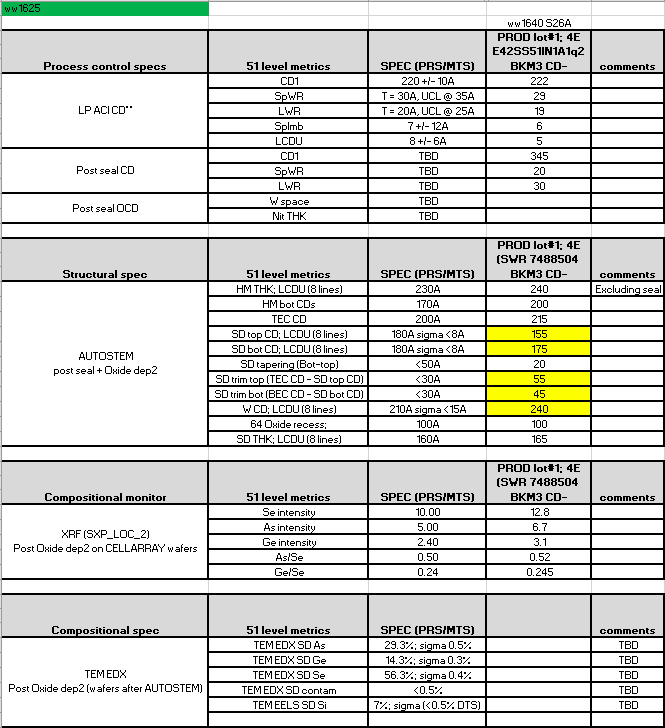 ww1625
ww1640 S26A
Process control specs 51 level metrics SPEC (PRS/MTS) PROD lot#1; 4E E42SS51IN1A1q2 BKM3 CD- comments
LP ACI CD**
CD1 220 +/- 10A 222
SpWR T = 30A, UCL @ 35A 29
LWR T = 20A, UCL @ 25A 19
SpImb 7 +/- 12A 6
LCDU 8 +/- 6A 5
Post seal CD
CD1 TBD 345
SpWR TBD 20
LWR TBD 30
Post seal OCD
W space TBD
Nit THK TBD
Structural spec 51 level metrics SPEC (PRS/MTS) PROD lot#1; 4E (SWR 7488504 BKM3 CD- comments
AUTOSTEM
post seal + Oxide dep2
HM THK; LCDU (8 lines) 230A 240 Excluding seal
HM bot CDs 170A 200
TEC CD 200A 215
SD top CD; LCDU (8 lines) 180A sigma <8A 155
SD bot CD; LCDU (8 lines) 180A sigma <8A 175
SD tapering (Bot-top) <50A 20
SD trim top (TEC CD - SD top CD) <30A 55
SD trim bot (BEC CD - SD bot CD) <30A 45
W CD; LCDU (8 lines) 210A sigma <15A 240
64 Oxide recess; 100A 100
SD THK; LCDU (8 lines) 160A 165
Compositional monitor 51 level metrics SPEC (PRS/MTS) PROD lot#1; 4E (SWR 7488504 BKM3 CD- comments
XRF (SXP_LOC_2)
Post Oxide dep2 on CELLARRAY wafers
Se intensity 10.00 12.8
As intensity 5.00 6.7
Ge intensity 2.40 3.1
As/Se 0.50 0.52
Ge/Se 0.24 0.245
Compositional spec 51 level metrics SPEC (PRS/MTS) comments
TEM EDX
Post Oxide dep2 (wafers after AUTOSTEM)
TEM EDX SD As 29.3%; sigma 0.5% TBD
TEM EDX SD Ge 14.3%; sigma 0.3% TBD
TEM EDX SD Se 56.3%; sigma 0.4% TBD
TEM EDX SD contam <0.5% TBD
TEM EELS SD Si 7%; sigma (<0.5% DTS) TBD